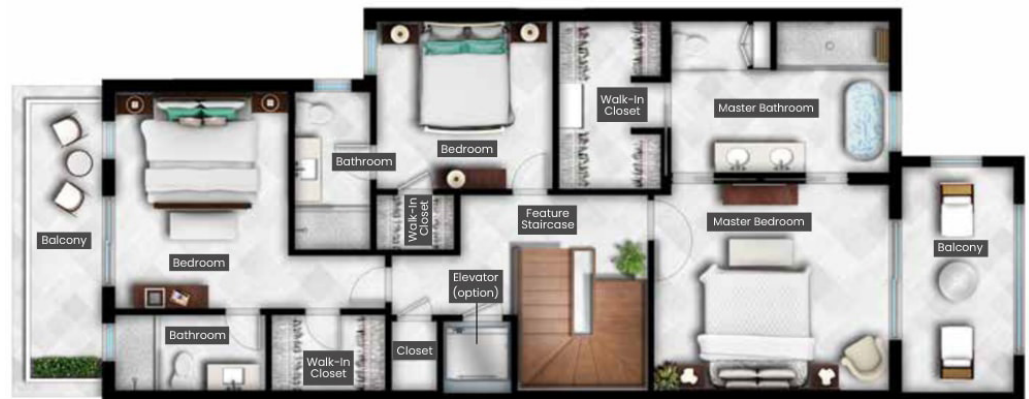 Walk-In
Closet
Master Bathroom
Bedroom
Bathroom
Walk-In
Closet
Feature
Staircase
Master Bedroom
Balcony
Balcony
Bedroom
Elevator
(option)
Bathroom
Walk-In
Closet
Closet